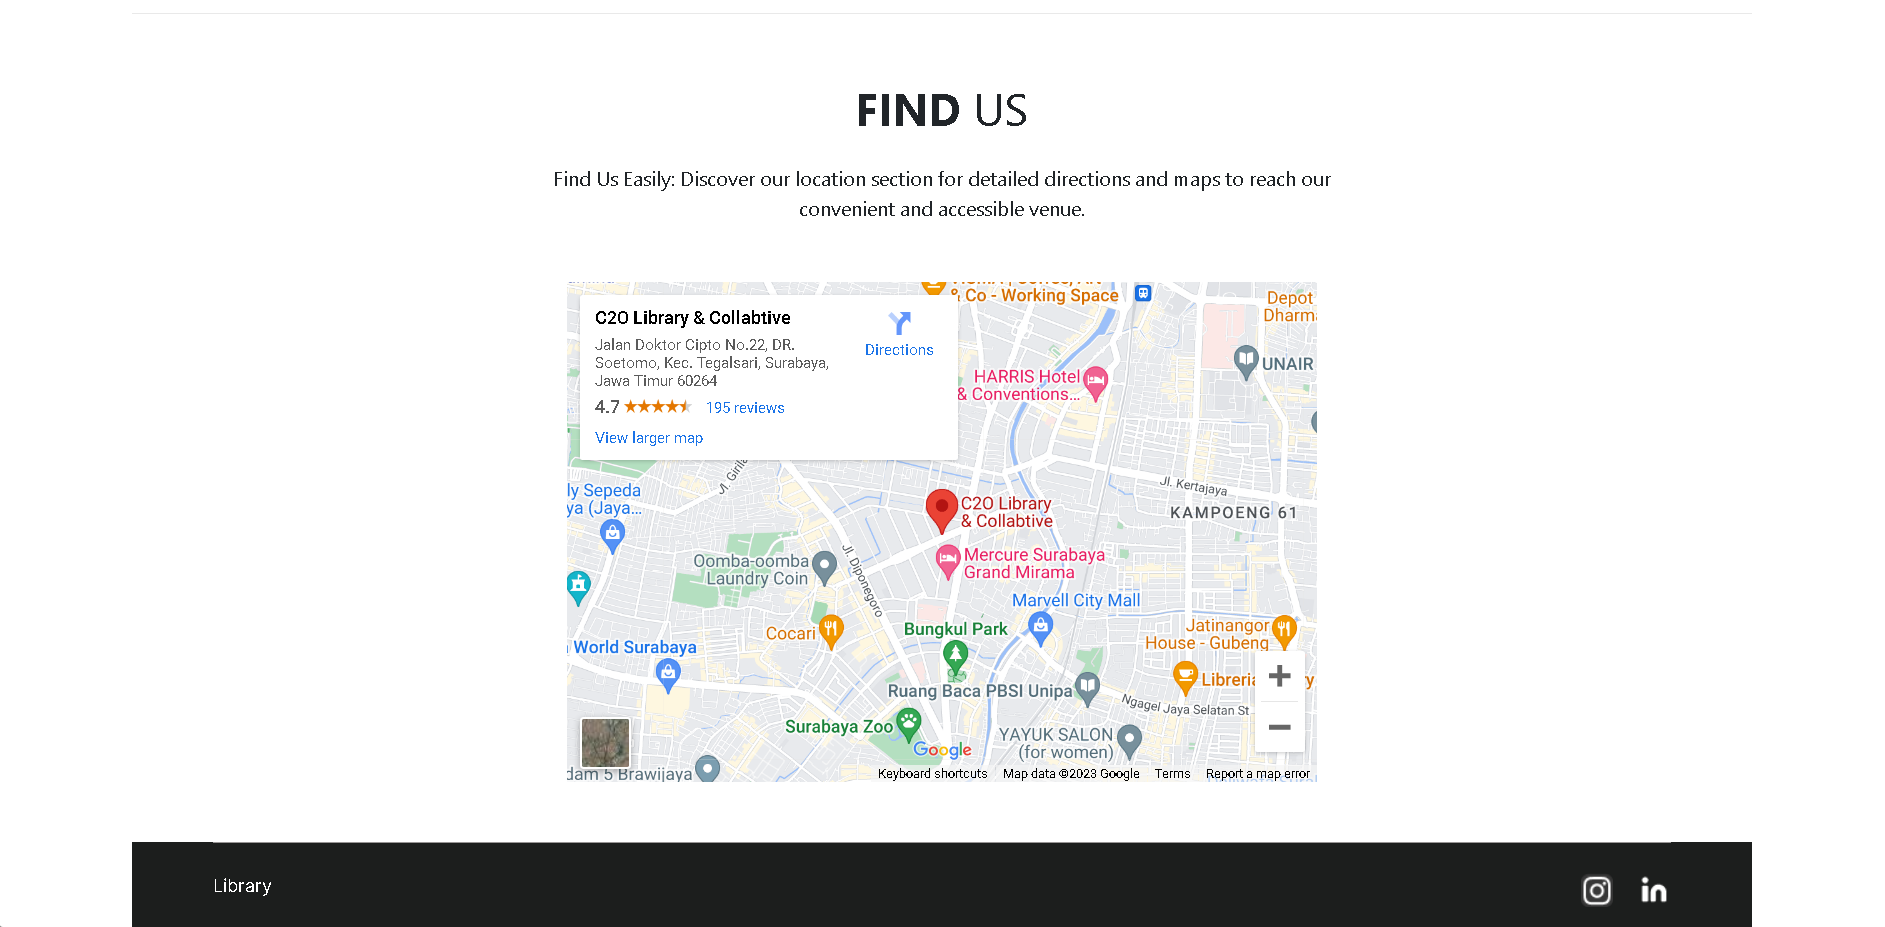 FIND US
Find Us Easily: Discover our location section for detailed directions and maps to reach our
convenient and accessible venue.
& Co - Working Space
C2O Library & Collabtive
Jalan Doktor Cipto No.22, DR.
Soetomo, Kec. Tegalsari, Surabaya,
Jawa Timur 60264
4.7
195 reviews
View larger map
Directions
Depot
Dharma
UNAIR
HARRIS Hotel
& Conventions...
Jl. Kertajaya
KAMPOENG 61
ly Sepeda
ya (Jaya...
C2O Library
& Collabtive
Mercure Surabaya
Grand Mirama
Oomba-oomba
Laundry Coin
Jl. Diponegoro
Marvell City Mall
Cocari
Bungkul Park
Jatinangor
House - Gubeng
World Surabaya
Ruang Baca PBSI Unipa
Ngagel Jaya Selatan St
Surabaya Zoo
YAYUK SALON
(for women)
Google
dam 5 Brawijaya
Keyboard shortcuts
Map data ©2023 Google
Terms
Report a map error
Library